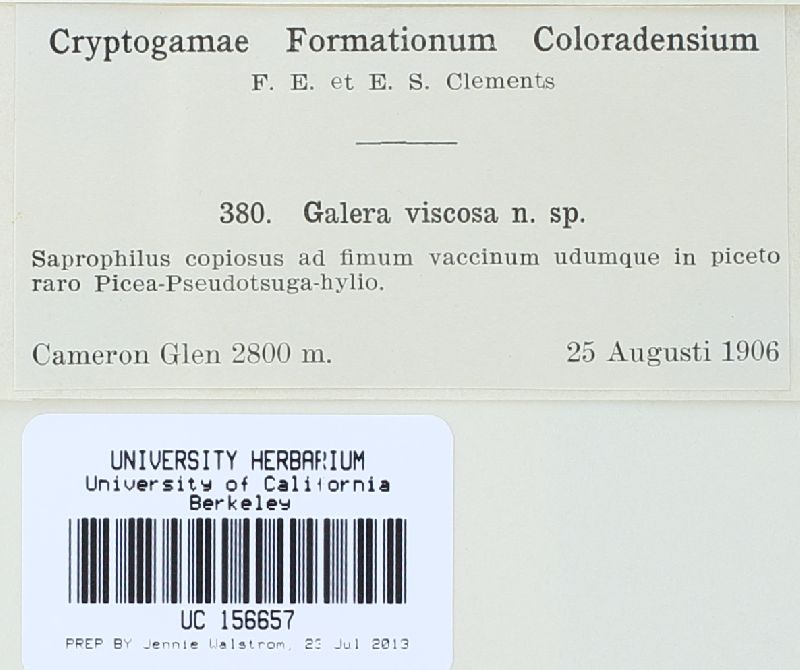 Cryptogamae Formationum Coloradensium
F. E. et E. S. Clements
380. Galera viscosa n. sp.
Saprophilus copiosus ad fimum vaccinum udumque in piceto
raro Picea-Pseudotsuga-hylio.
Cameron Glen 2800 m. 25 Augusti 1906
UNIVERSITY HERBARIUM
University of California
Berkeley
UC 156657
PREP BY Jennie Walstrom, Jul 2013